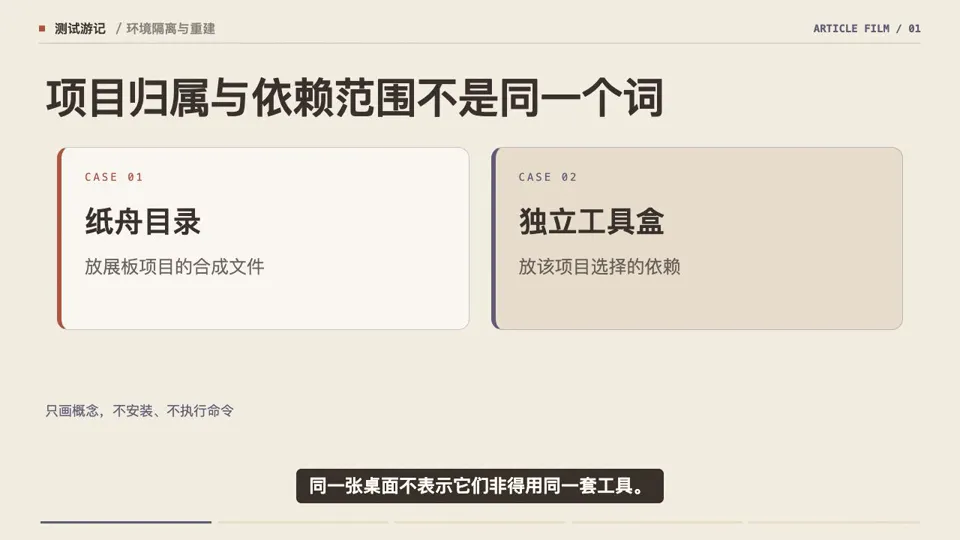 测试游记 / 环境隔离与重建
ARTICLE FILM / 01
项目归属与依赖范围不是同一个词
CASE 01
纸舟目录
放展板项目的合成文件
CASE 02
独立工具盒
放该项目选择的依赖
只画概念，不安装、不执行命令
同一张桌面不表示它们非得用同一套工具。